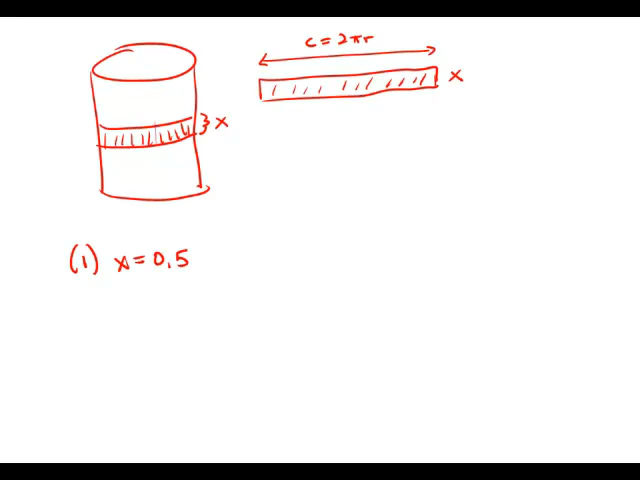 c = 2πr
x
x
(1) x = 0.5